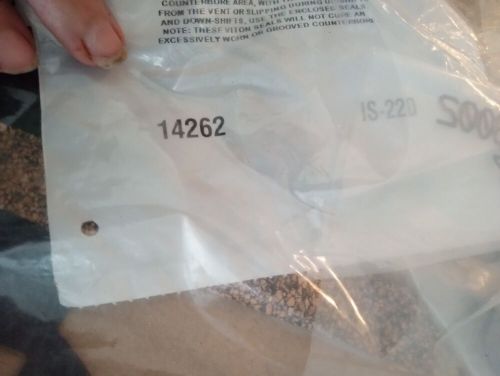 COUNTERBORE AREA, WITH
FROM THE VENT OR SLIPPING DURING
AND DOWN-SHIFTS, USE THE ENCLOSED SEALS
NOTE: THESE VITON SEALS WILL NOT CURE AN
EXCESSIVELY WORN OR GROOVED COUNTERBORE
14262
IS-220